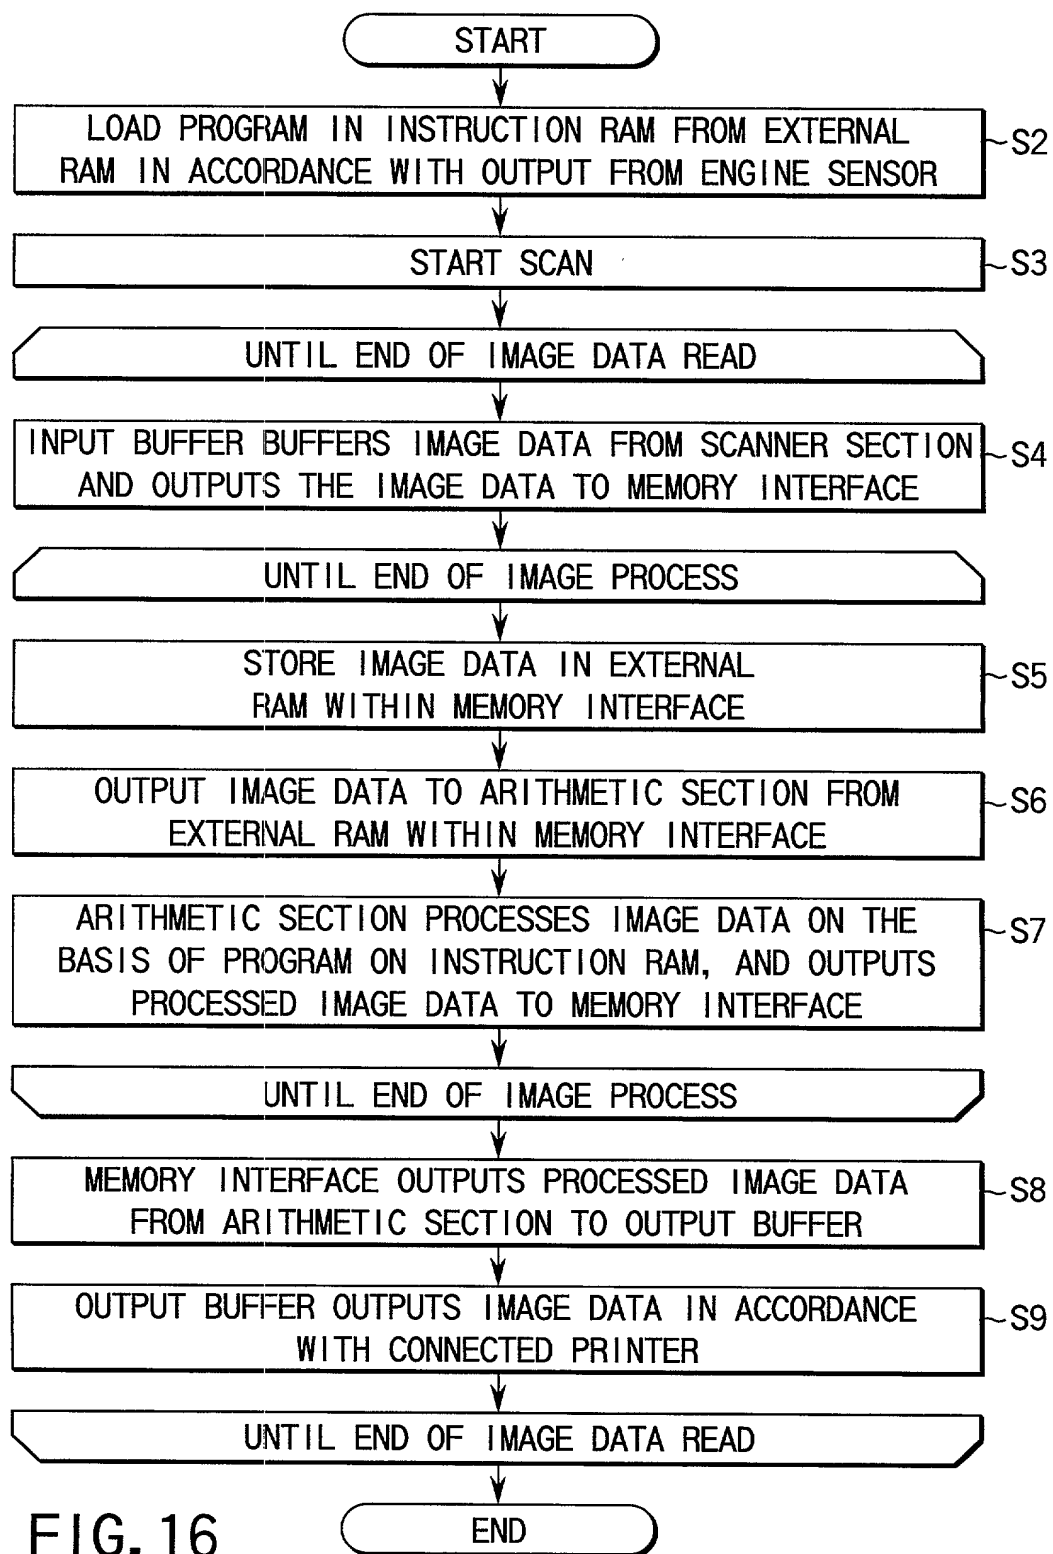 START
LOAD PROGRAM IN INSTRUCTION RAM FROM EXTERNAL
RAM IN ACCORDANCE WITH OUTPUT FROM ENGINE SENSOR
S2
START SCAN
S3
UNTIL END OF IMAGE DATA READ
INPUT BUFFER BUFFERS IMAGE DATA FROM SCANNER SECTION
AND OUTPUTS THE IMAGE DATA TO MEMORY INTERFACE
S4
UNTIL END OF IMAGE PROCESS
STORE IMAGE DATA IN EXTERNAL
RAM WITHIN MEMORY INTERFACE
S5
OUTPUT IMAGE DATA TO ARITHMETIC SECTION FROM
EXTERNAL RAM WITHIN MEMORY INTERFACE
S6
ARITHMETIC SECTION PROCESSES IMAGE DATA ON THE
BASIS OF PROGRAM ON INSTRUCTION RAM, AND OUTPUTS
PROCESSED IMAGE DATA TO MEMORY INTERFACE
S7
UNTIL END OF IMAGE PROCESS
MEMORY INTERFACE OUTPUTS PROCESSED IMAGE DATA
FROM ARITHMETIC SECTION TO OUTPUT BUFFER
S8
OUTPUT BUFFER OUTPUTS IMAGE DATA IN ACCORDANCE
WITH CONNECTED PRINTER
S9
UNTIL END OF IMAGE DATA READ
END
FIG. 16